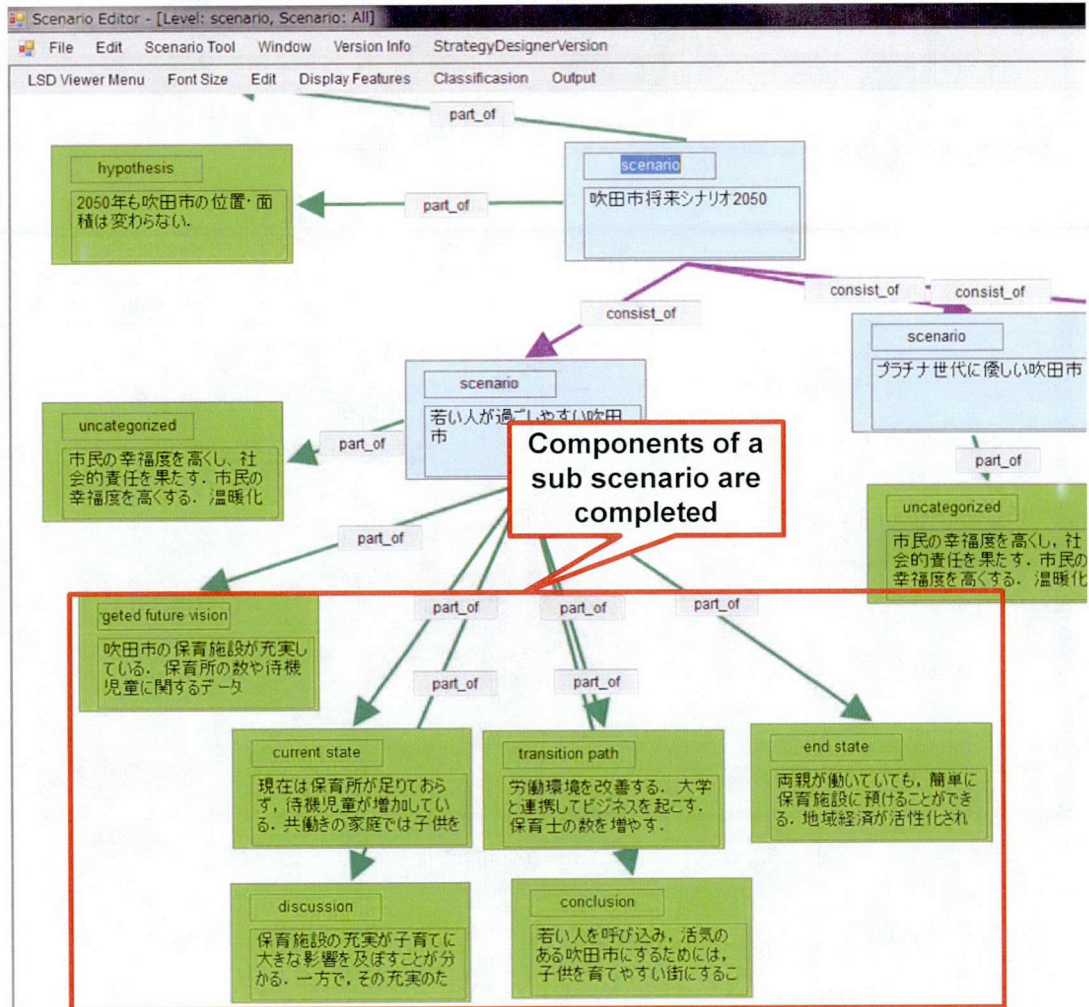 Scenario Editor - [Level: scenario, Scenario: All]
File Edit Scenario Tool Window Version Info StrategyDesignerVersion
LSD Viewer Menu Font Size Edit Display Features Classificasion Output
part_of
hypothesis
2050年も吹田市の位置・面
積は変わらない.
part_of
scenario
吹田市将来シナリオ2050
consist_of
consist_of
consist_of
scenario
若い人が過ごしやすい吹田
市
scenario
プラチナ世代に優しい吹田市
uncategorized
市民の幸福度を高くし、社
会的責任を果たす. 市民の
幸福度を高くする. 温暖化
part_of
Components of a
sub scenario are
completed
part_of
uncategorized
市民の幸福度を高くし, 社
会的責任を果たす. 市民の
幸福度を高くする. 温暖化
part_of
part_of
part_of
part_of
part_of
part_of
rgeted future vision
吹田市の保育施設が充実し
ている. 保育所の数や待機
児童に関するデータ
current state
現在は保育所が足りておら
ず, 待機児童が増加してい
る. 共働きの家庭では子供を
transition path
労働環境を改善する. 大学
と連携してビジネスを起こす.
保育士の数を増やす.
end state
両親が働いていても, 簡単に
保育施設に預けることができ
る. 地域経済が活性化され
discussion
保育施設の充実が子育てに
大きな影響を及ぼすことが分
かる. 一方で, その充実のた
conclusion
若い人を呼び込み, 活気の
ある吹田市にするためには,
子供を育てやすい街にするこ